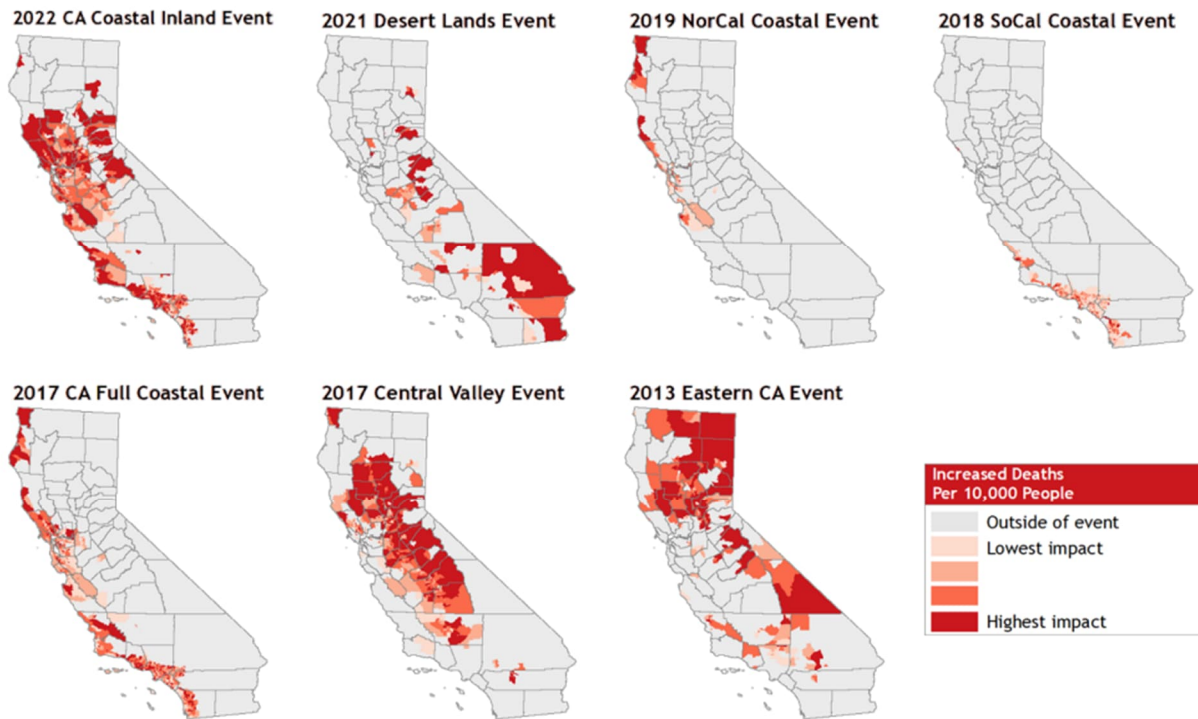 2022 CA Coastal Inland Event
2021 Desert Lands Event
2019 NorCal Coastal Event
2018 SoCal Coastal Event
2017 CA Full Coastal Event
2017 Central Valley Event
2013 Eastern CA Event
Increased Deaths
Per 10,000 People
Outside of event
Lowest impact
Highest impact